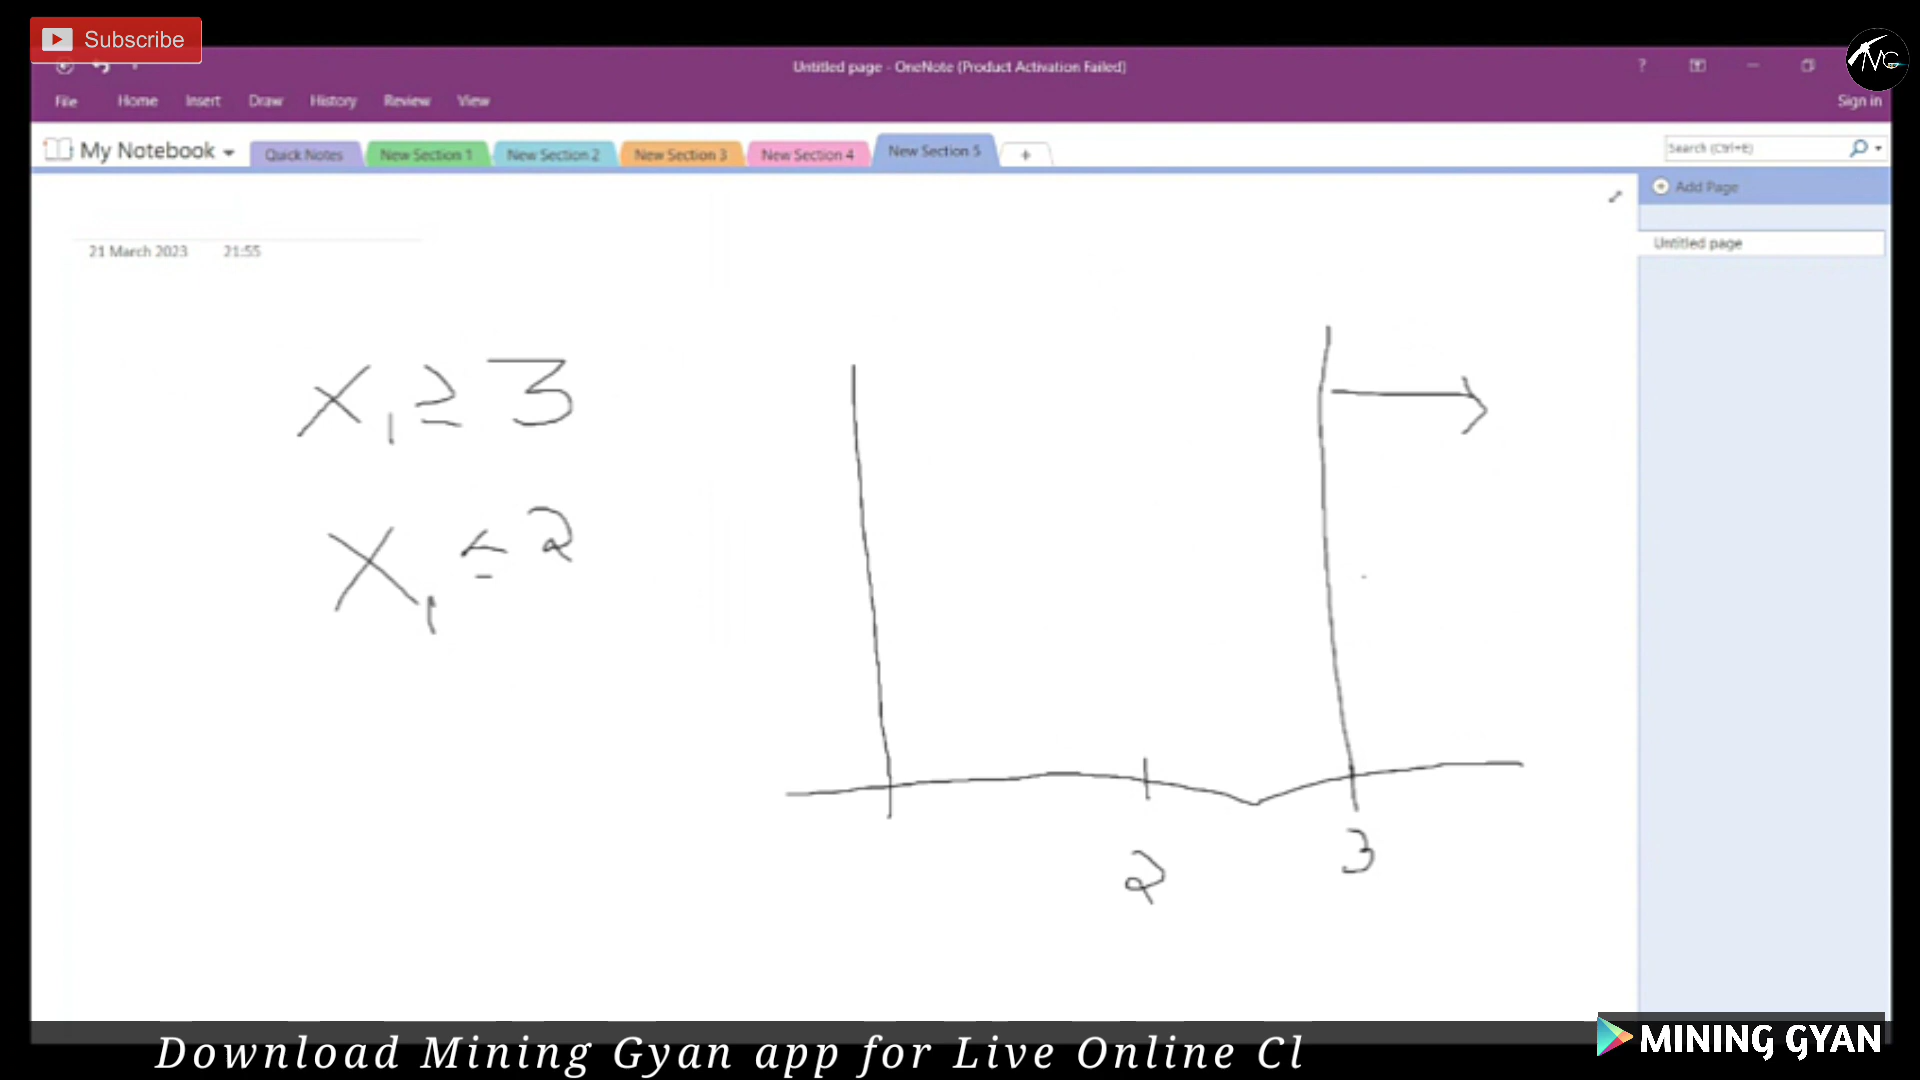 Subscribe
Untitled page - OneNote (Product Activation Failed)
?
MG
File Home Insert Draw History Review View
Sign in
My Notebook
Quick Notes New Section 1 New Section 2 New Section 3 New Section 4 New Section 5 +
Search (Ctrl+E)
Add Page
Untitled page
21 March 2023 21:55
X₁ ≥ 3
X₁ ≤ 2
2
3
Download Mining Gyan app for Live Online Cl
MINING GYAN